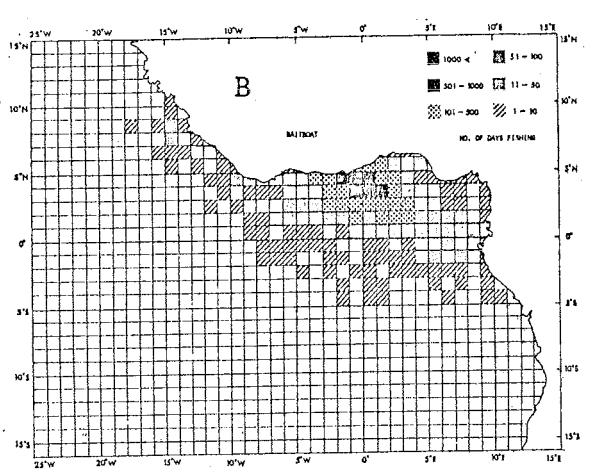 25°W 20°W 15°W 10°W 5°W 0° 5°E 10°E 15°E
15°N 15°N
B
1000 < 51 - 100
501 - 1000 11 - 50
101 - 500 1 - 10
10°N 10°N
BAITBOAT NO. OF DAYS FISHING
5°N 5°N
0° 0°
5°S 5°S
10°S 10°S
15°S 15°S
25°W 20°W 15°W 10°W 5°W 0° 5°E 10°E 15°E